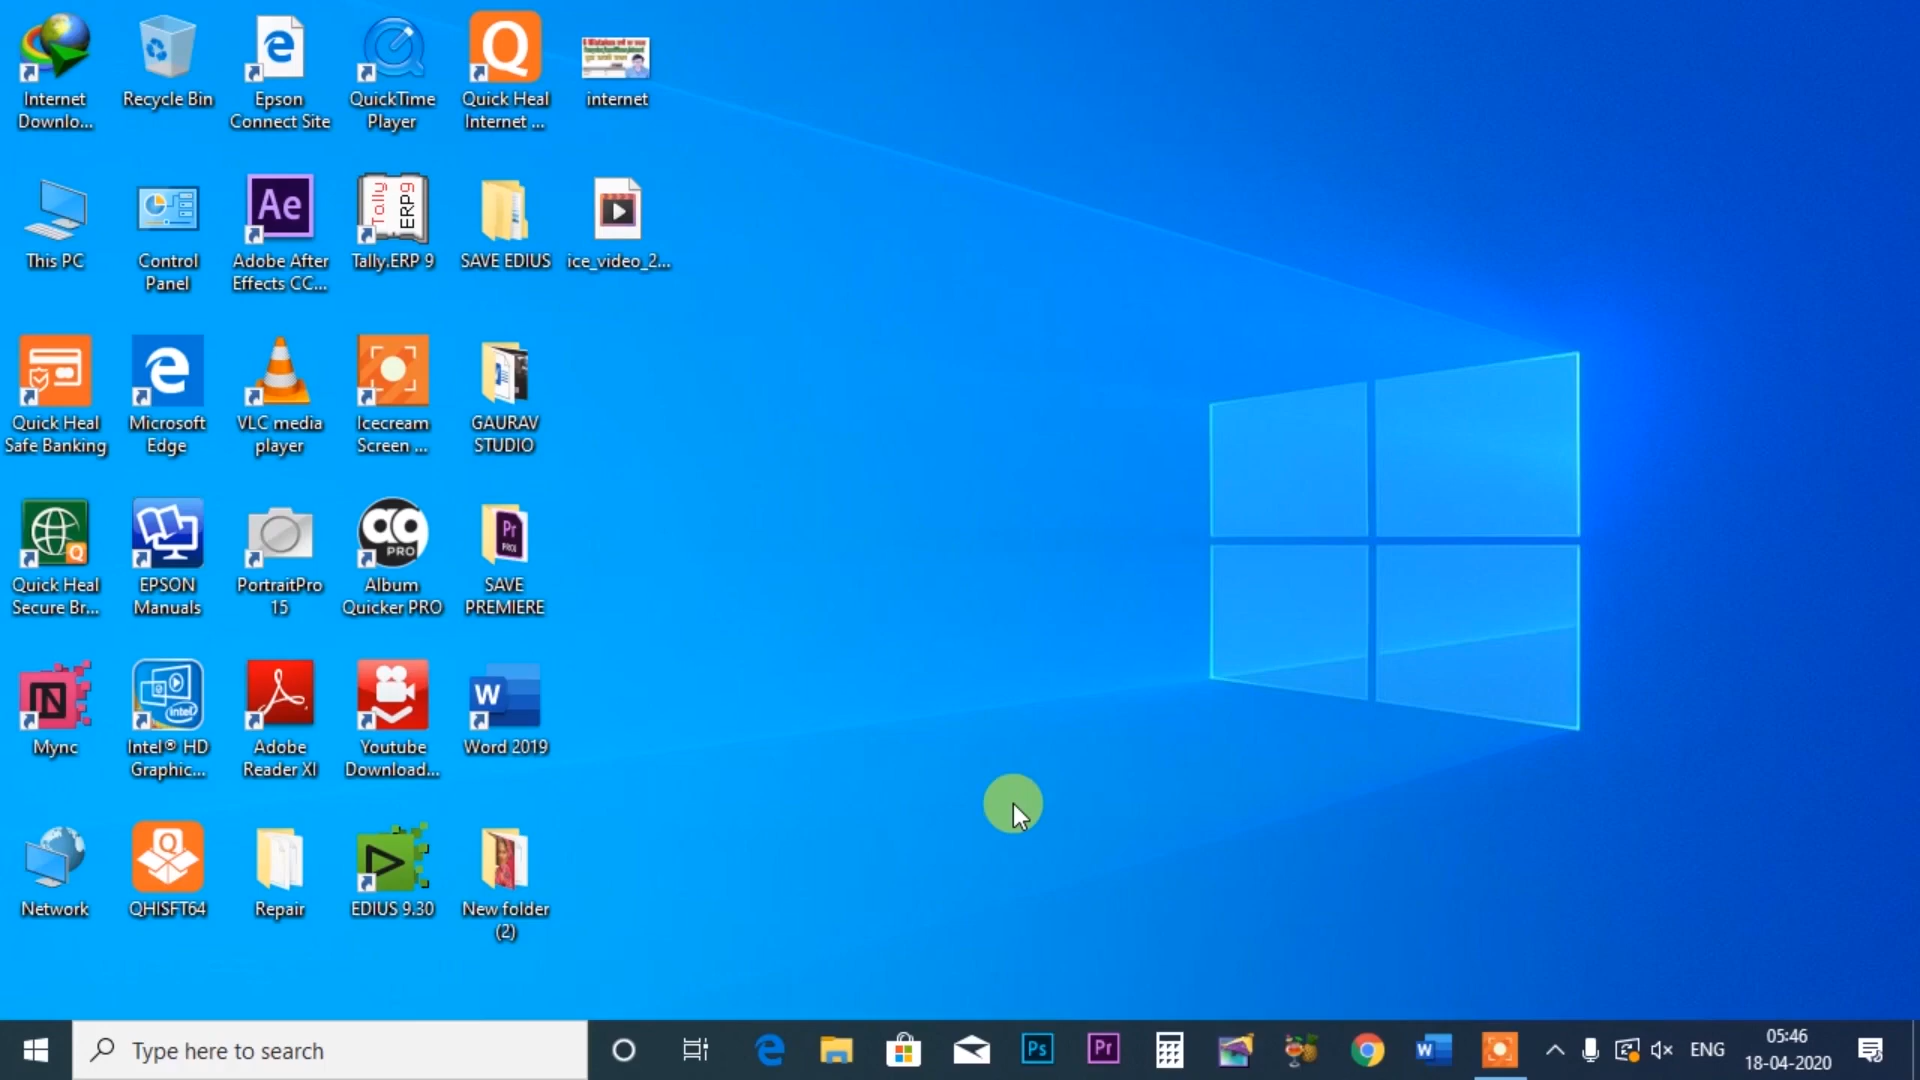 Internet
Downlo...
Recycle Bin
Epson
Connect Site
QuickTime
Player
Quick Heal
Internet ...
internet
This PC
Control
Panel
Ae
Adobe After
Effects CC...
Tally
ERP9
Tally.ERP 9
SAVE EDIUS
ice_video_2...
Quick Heal
Safe Banking
Microsoft
Edge
VLC media
player
Icecream
Screen ...
GAURAV
STUDIO
Quick Heal
Secure Br...
EPSON
Manuals
PortraitPro
15
PRO
Album
Quicker PRO
Pr
SAVE
PREMIERE
Mync
intel
Intel® HD
Graphic...
Adobe
Reader XI
Youtube
Download...
W
Word 2019
Network
QHISFT64
Repair
EDIUS 9.30
New folder
(2)
Type here to search
Ps
Pr
W
ENG
05:46
18-04-2020